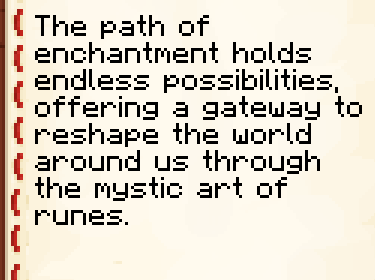 The path of
enchantment holds
endless possibilities,
offering a gateway to
reshape the world
around us through
the mystic art of
runes.